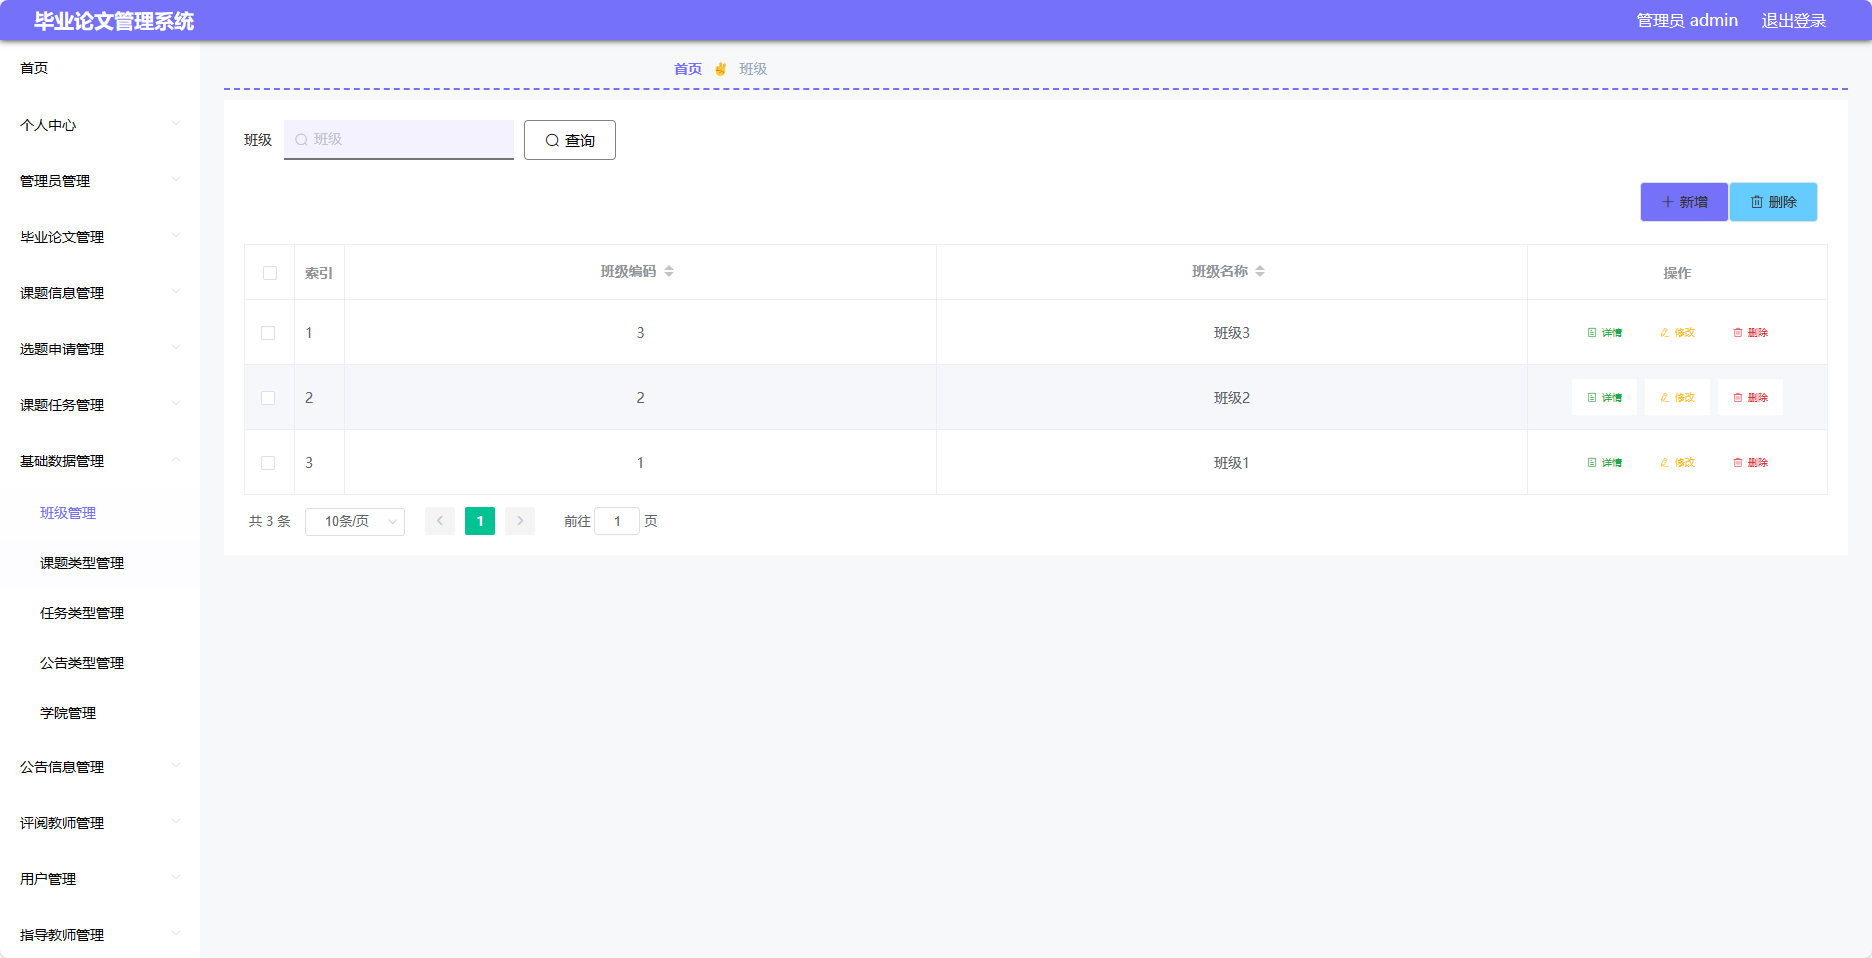 毕业论文管理系统
管理员 admin 退出登录
首页
个人中心
管理员管理
毕业论文管理
课题信息管理
选题申请管理
课题任务管理
基础数据管理
班级管理
课题类型管理
任务类型管理
公告类型管理
学院管理
公告信息管理
评阅教师管理
用户管理
指导教师管理
首页 班级
班级 班级 查询
新增 删除
索引 班级编码 班级名称 操作
1 3 班级3 详情 修改 删除
2 2 班级2 详情 修改 删除
3 1 班级1 详情 修改 删除
共 3 条 10条/页 1 前往 1 页